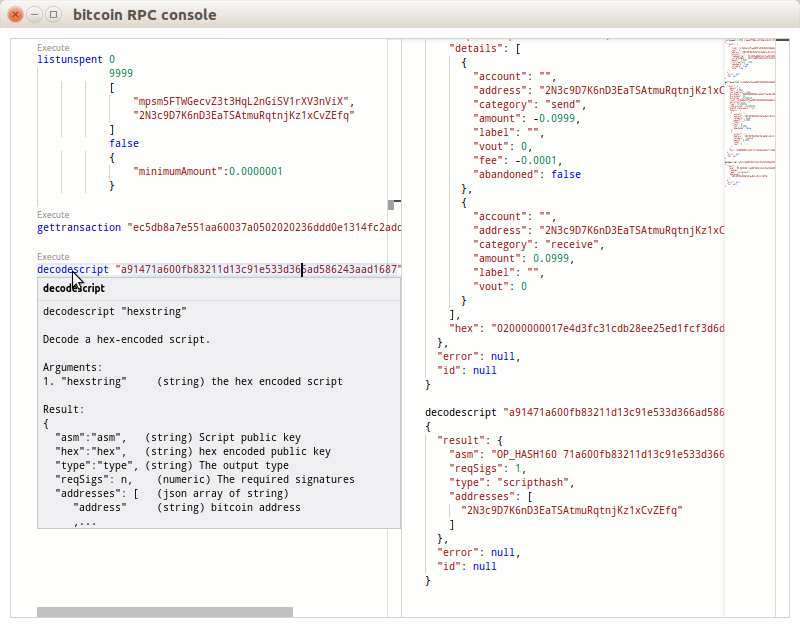 bitcoin RPC console
Execute
listunspent 0
9999
[
"mpsm5FTWGecvZ3t3HqL2nGiSV1rXV3nViX",
"2N3c9D7K6nD3EaTSAtmuRqtnjKz1xCvZEfq"
]
false
{
"minimumAmount":0.0000001
}
Execute
gettransaction "ec5db8a7e551aa60037a0502020236ddd0e1314fc2add
Execute
decodescript "a91471a600fb83211d13c91e533d366ad586243aad1687"
decodescript
decodescript "hexstring"
Decode a hex-encoded script.
Arguments:
1. "hexstring" (string) the hex encoded script
Result:
{
"asm":"asm", (string) Script public key
"hex":"hex", (string) hex encoded public key
"type":"type", (string) The output type
"reqSigs": n, (numeric) The required signatures
"addresses": [ (json array of string)
"address" (string) bitcoin address
,...
"details": [
{
"account": "",
"address": "2N3c9D7K6nD3EaTSAtmuRqtnjKz1xC
"category": "send",
"amount": -0.0999,
"label": "",
"vout": 0,
"fee": -0.0001,
"abandoned": false
},
{
"account": "",
"address": "2N3c9D7K6nD3EaTSAtmuRqtnjKz1xC
"category": "receive",
"amount": 0.0999,
"label": "",
"vout": 0
}
],
"hex": "02000000017e4d3fc31cdb28ee25ed1fcf3d6d
},
"error": null,
"id": null
}
decodescript "a91471a600fb83211d13c91e533d366ad586
{
"result": {
"asm": "OP_HASH160 71a600fb83211d13c91e533d366
"reqSigs": 1,
"type": "scripthash",
"addresses": [
"2N3c9D7K6nD3EaTSAtmuRqtnjKz1xCvZEfq"
]
},
"error": null,
"id": null
}